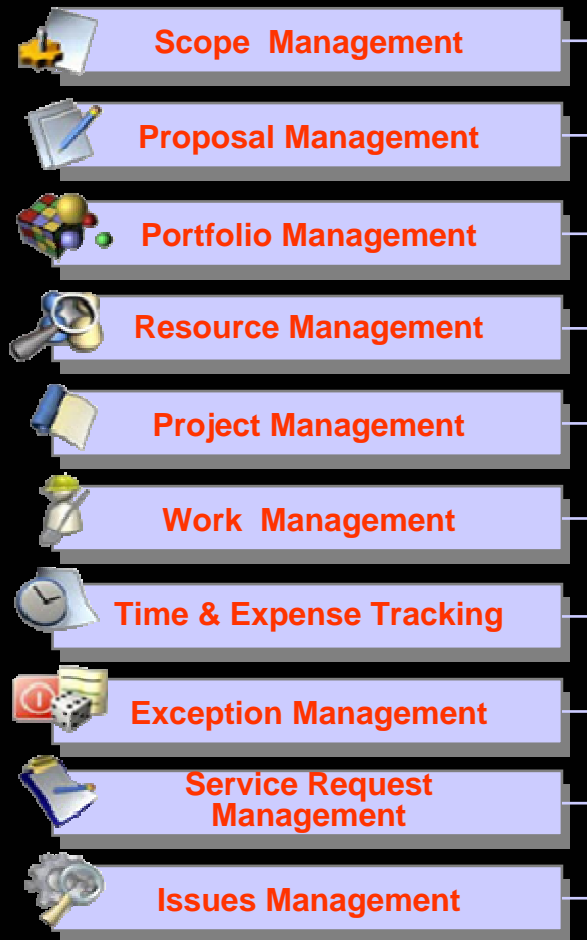 Scope Management
Proposal Management
Portfolio Management
Resource Management
Project Management
Work Management
Time & Expense Tracking
Exception Management
Service Request
Management
Issues Management